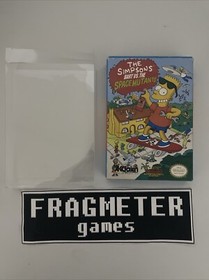 THE
SIMPSONS
BART VS. THE
SPACE MUTANTS
FRAGMETER
games